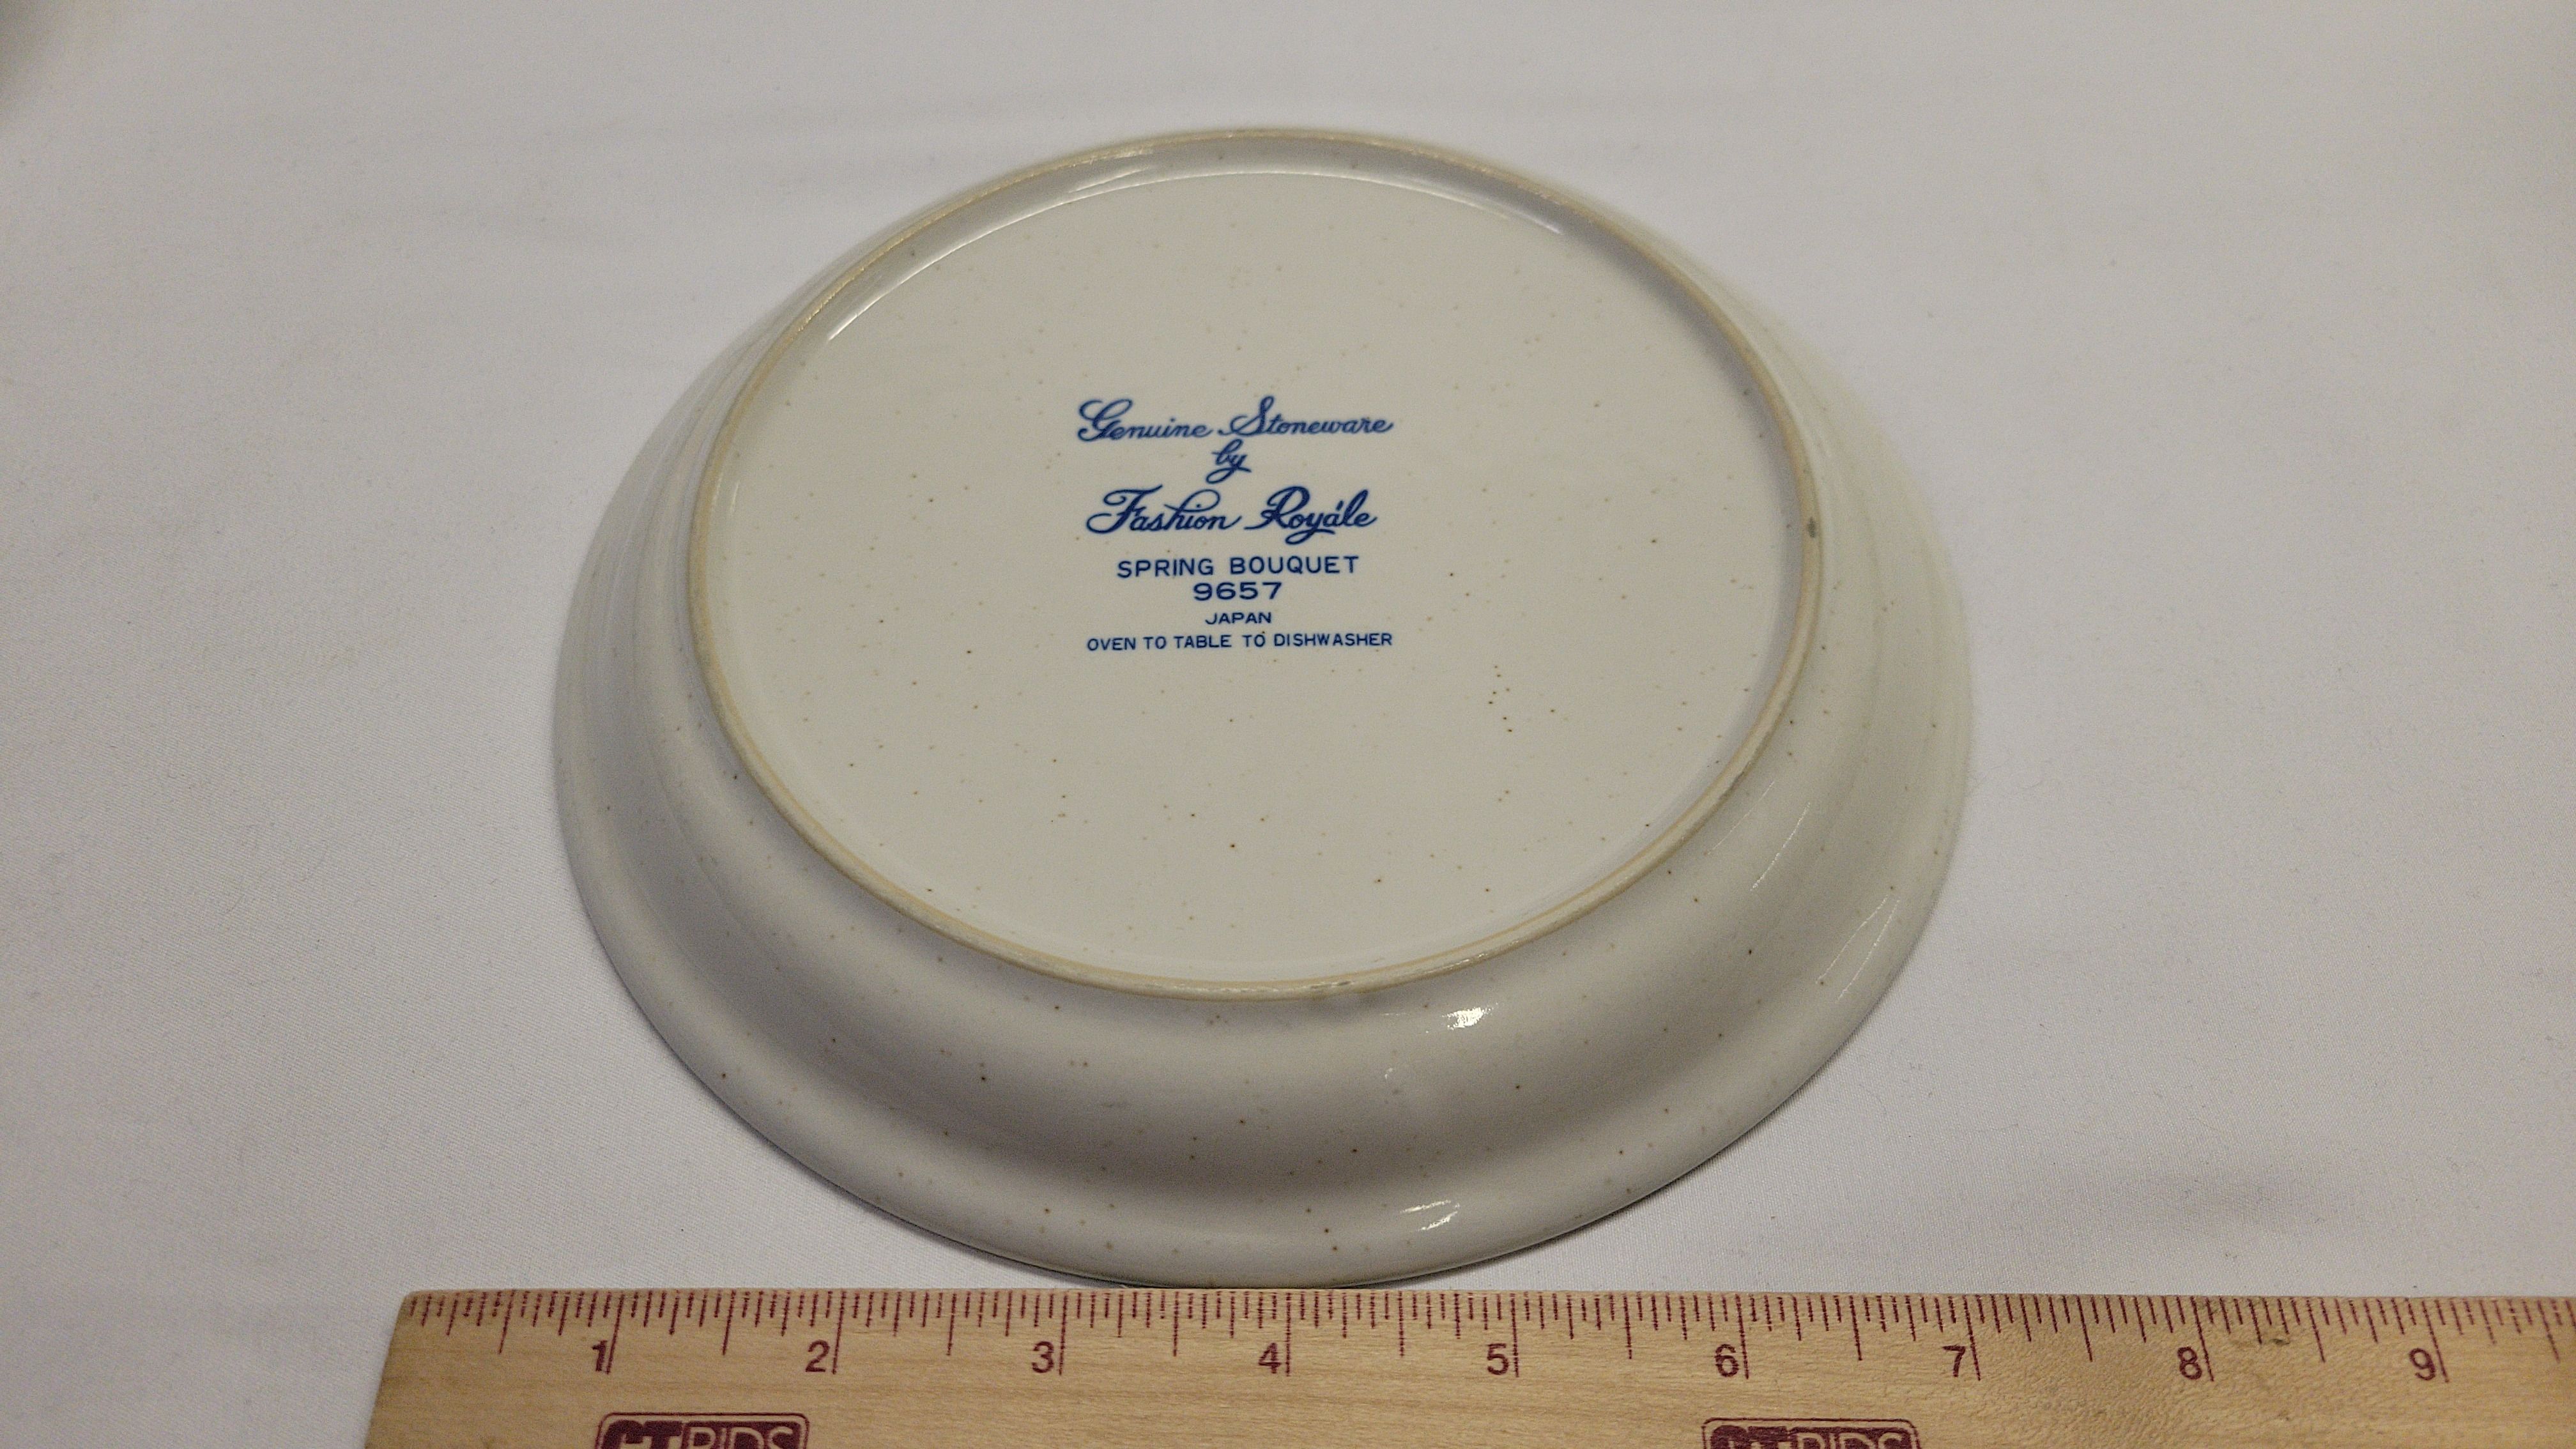 Genuine Stoneware
by
Fashion Royále
SPRING BOUQUET
9657
JAPAN
OVEN TO TABLE TO DISHWASHER
1 2 3 4 5 6 7 8 9